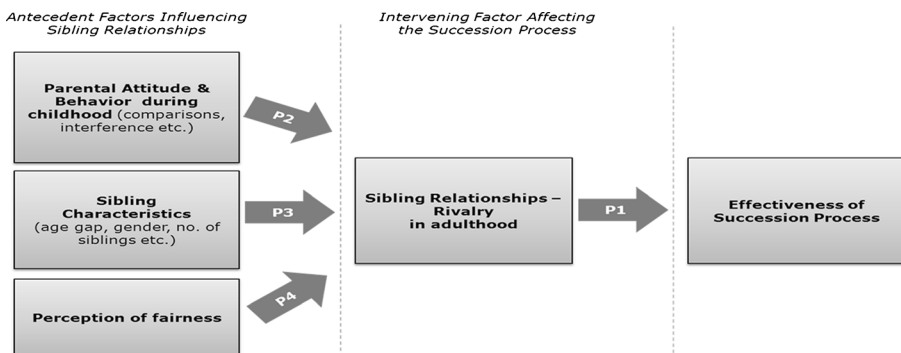 Antecedent Factors Influencing
Sibling Relationships
Intervening Factor Affecting
the Succession Process
Parental Attitude &
Behavior during
childhood (comparisons,
interference etc.)
P2
Sibling
Characteristics
(age gap, gender, no. of
siblings etc.)
P3
Perception of fairness
P4
Sibling Relationships –
Rivalry
in adulthood
P1
Effectiveness of
Succession Process